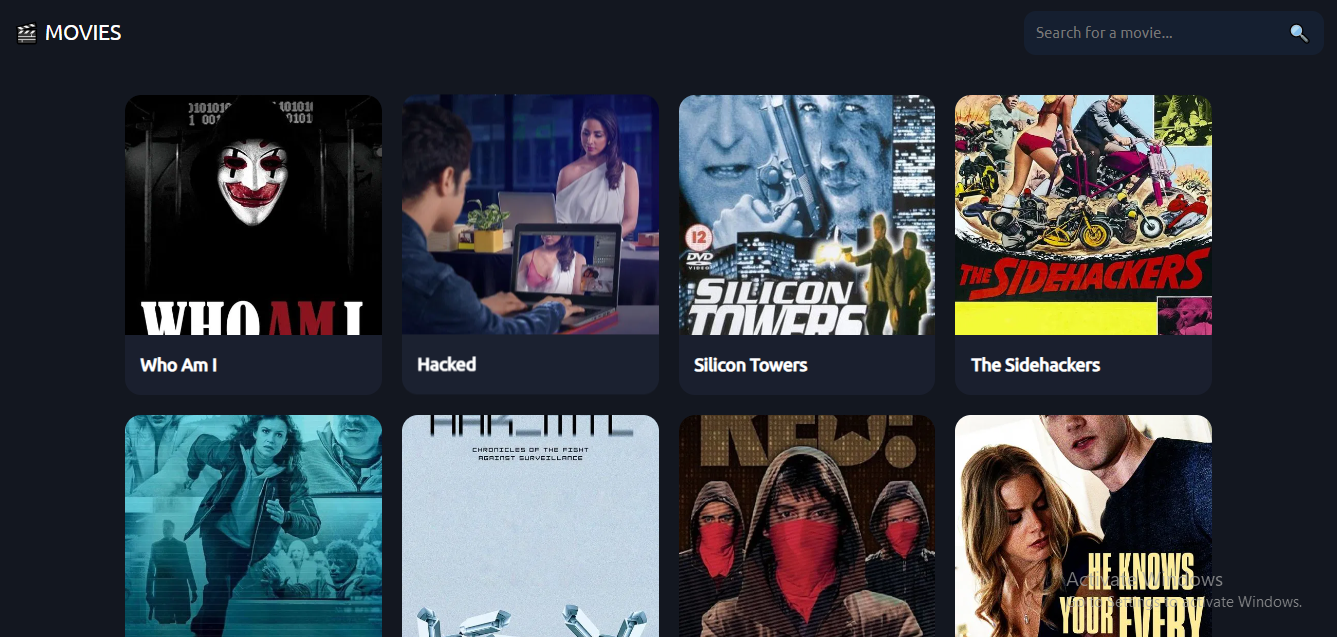 MOVIES
Search for a movie...
WHO AM I
12
DVD
VIDEO
SILICON
TOWERS
THE SIDEHACKERS
Who Am I
Hacked
Silicon Towers
The Sidehackers
CHRONICLES OF THE FIGHT
AGAINST SURVEILLANCE
HE KNOWS
YOUR EVERY
Activate Windows
Go to Settings to activate Windows.